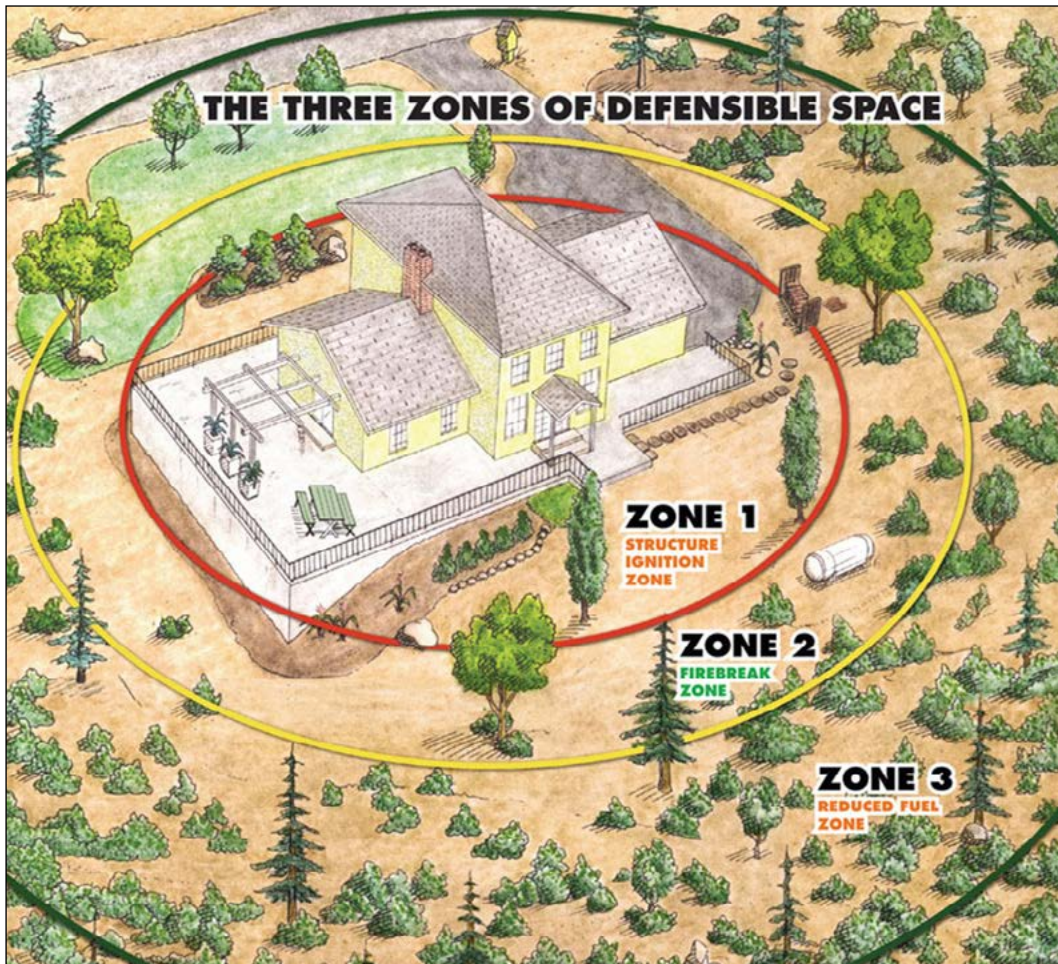 THE THREE ZONES OF DEFENSIBLE SPACE
ZONE 1
STRUCTURE
IGNITION
ZONE
ZONE 2
FIREBREAK
ZONE
ZONE 3
REDUCED FUEL
ZONE